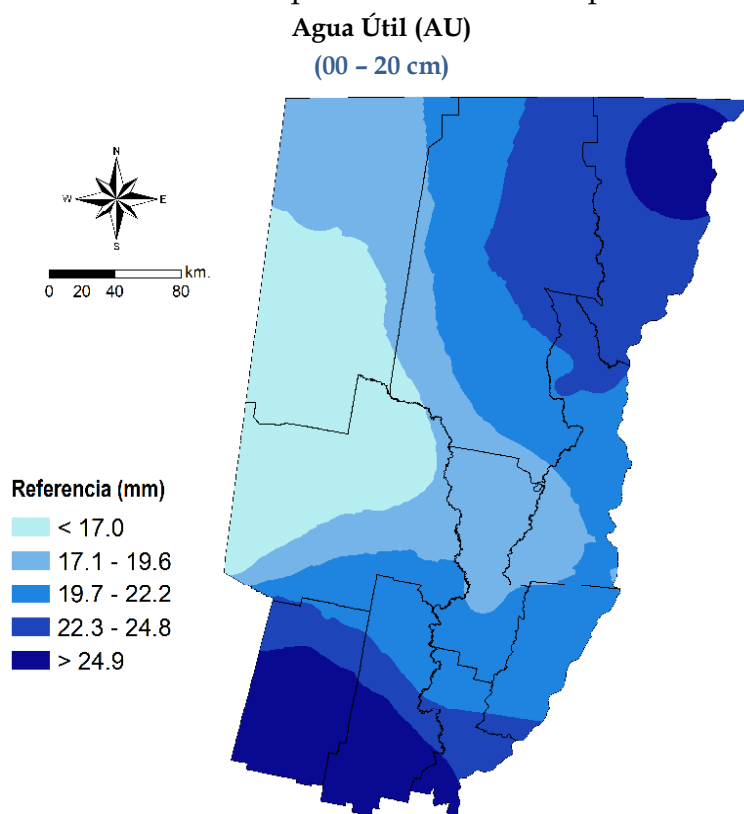 Agua Útil (AU)
(00 – 20 cm)
N
W
E
S
km.
0 20 40 80
Referencia (mm)
< 17.0
17.1 - 19.6
19.7 - 22.2
22.3 - 24.8
> 24.9